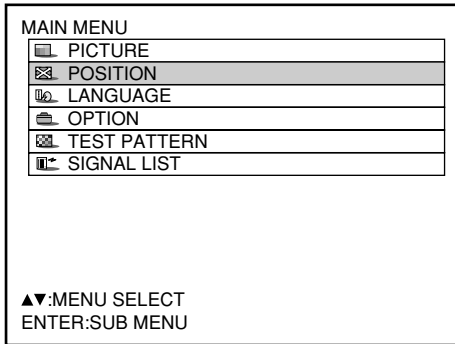 MAIN MENU
PICTURE
POSITION
LANGUAGE
OPTION
TEST PATTERN
SIGNAL LIST
▲▼:MENU SELECT
ENTER:SUB MENU